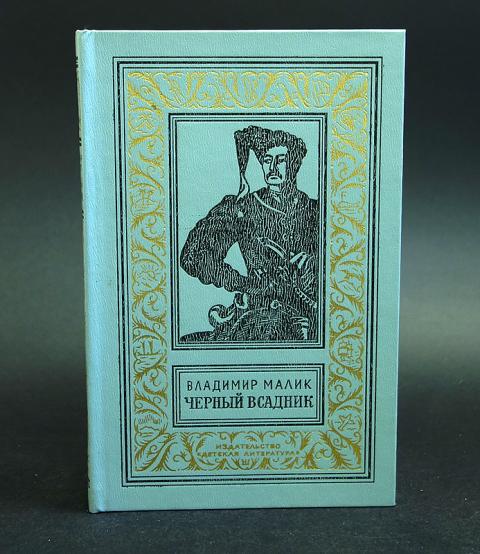 ВЛАДИМИР МАЛИК
ЧЕРНЫЙ ВСАДНИК
ИЗДАТЕЛЬСТВО
«ДЕТСКАЯ ЛИТЕРАТУРА»